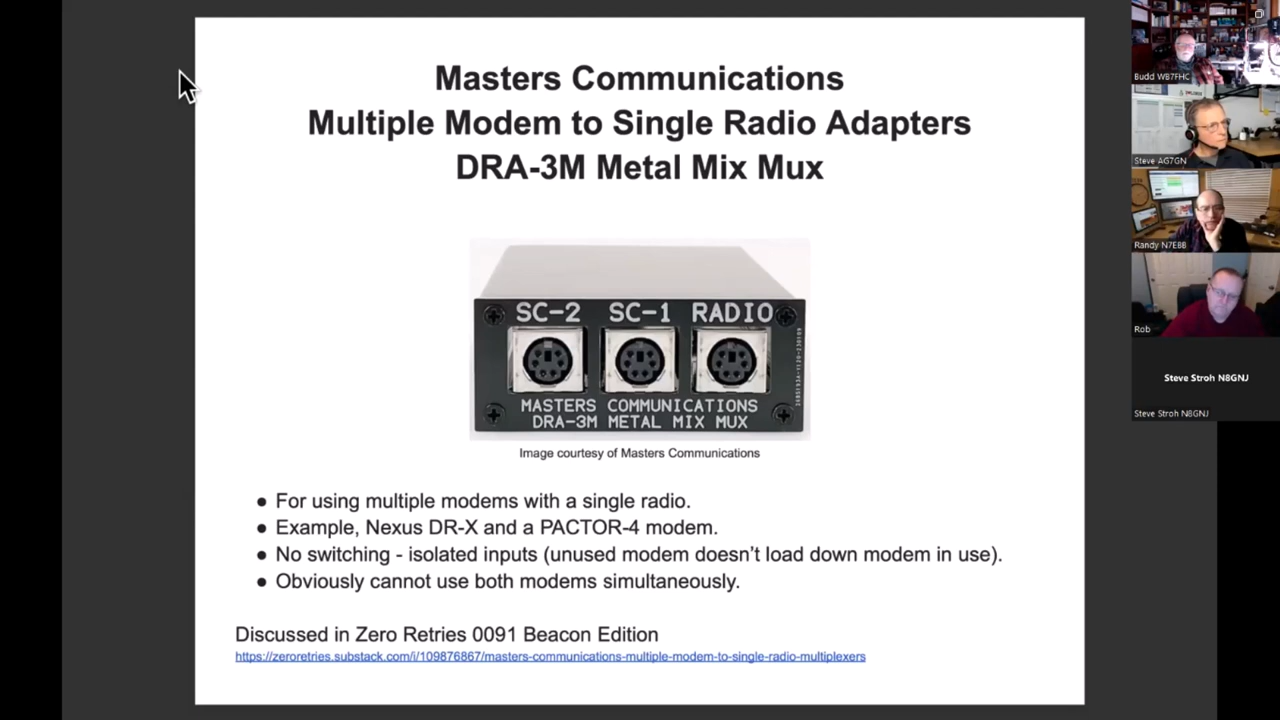 Masters Communications
Multiple Modem to Single Radio Adapters
DRA-3M Metal Mix Mux
SC-2 SC-1 RADIO
MASTERS COMMUNICATIONS
DRA-3M METAL MIX MUX
Image courtesy of Masters Communications
● For using multiple modems with a single radio.
● Example, Nexus DR-X and a PACTOR-4 modem.
● No switching - isolated inputs (unused modem doesn't load down modem in use).
● Obviously cannot use both modems simultaneously.
Discussed in Zero Retries 0091 Beacon Edition
https://zeroretries.substack.com/i/109876867/masters-communications-multiple-modem-to-single-radio-multiplexers
Budd WB7FHC
Steve AG7GN
Randy N7EBB
Rob
Steve Stroh N8GNJ
Steve Stroh N8GNJ